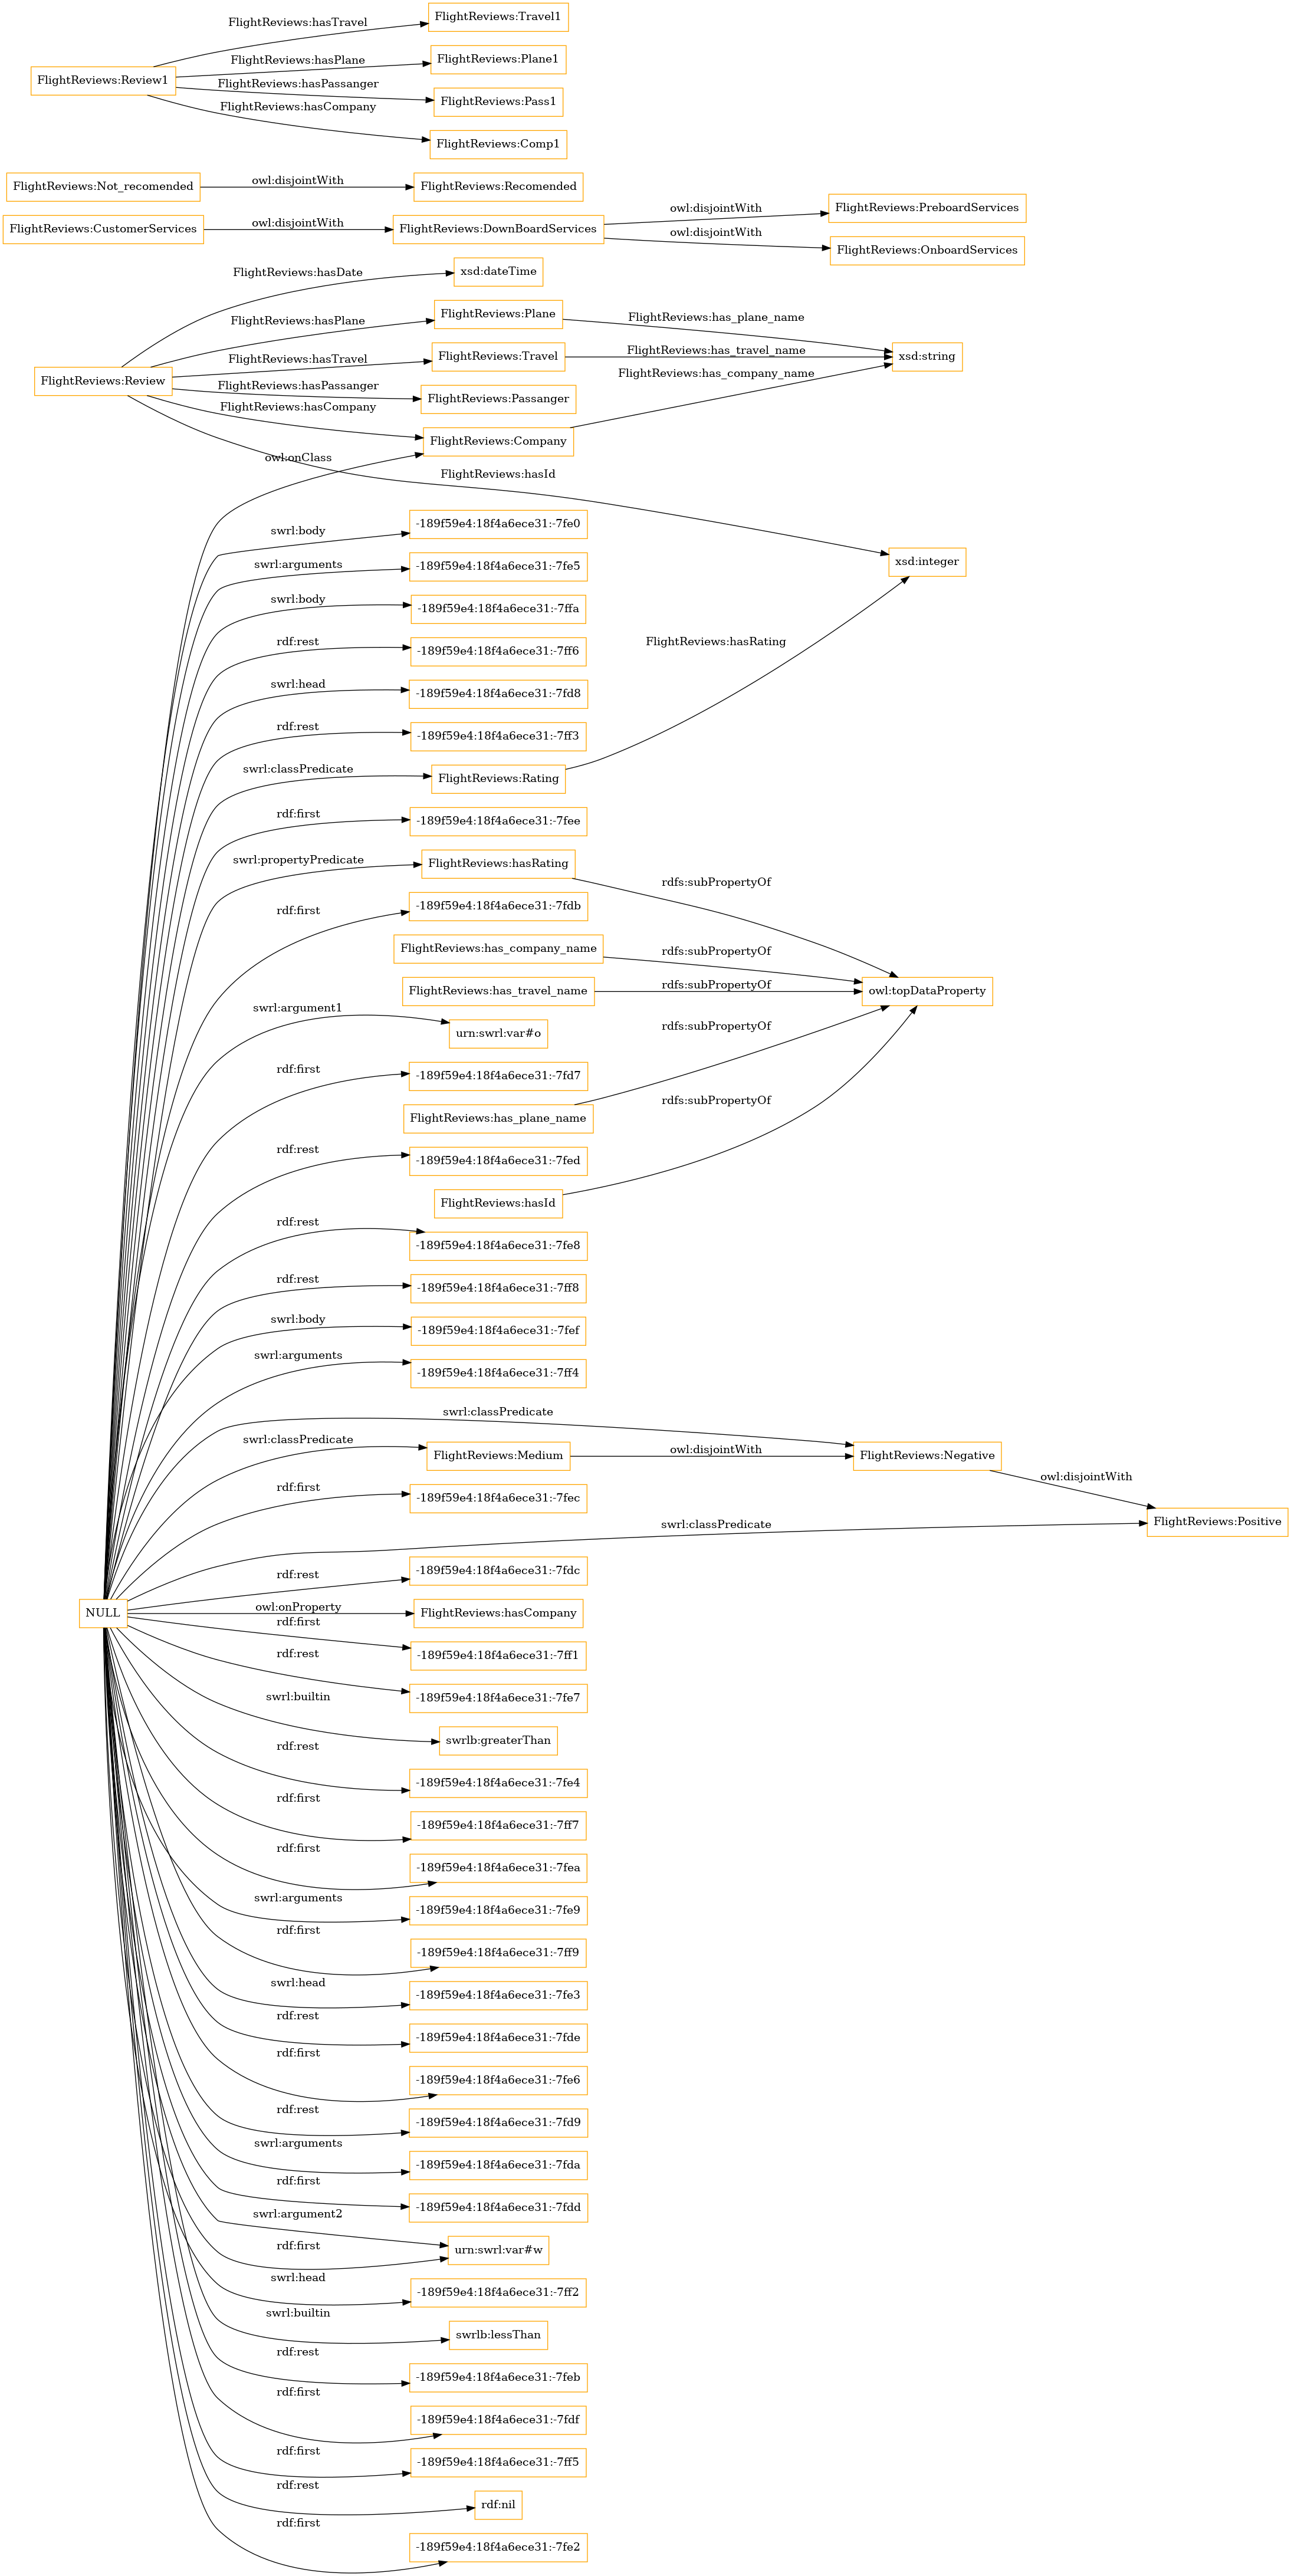 FlightReviews:Travel1
FlightReviews:hasTravel
FlightReviews:Plane1
FlightReviews:hasPlane
FlightReviews:Review1
FlightReviews:hasPassanger
FlightReviews:Pass1
FlightReviews:hasCompany
FlightReviews:Comp1
FlightReviews:Not_recomended
owl:disjointWith
FlightReviews:Recomended
FlightReviews:CustomerServices
owl:disjointWith
FlightReviews:DownBoardServices
owl:disjointWith
FlightReviews:PreboardServices
owl:disjointWith
FlightReviews:OnboardServices
FlightReviews:hasDate
xsd:dateTime
FlightReviews:hasPlane
FlightReviews:Plane
FlightReviews:has_plane_name
FlightReviews:hasTravel
FlightReviews:Travel
FlightReviews:has_travel_name
xsd:string
FlightReviews:Review
FlightReviews:hasPassanger
FlightReviews:Passanger
FlightReviews:has_company_name
FlightReviews:hasCompany
FlightReviews:Company
owl:onClass
FlightReviews:hasId
swrl:body
-189f59e4:18f4a6ece31:-7fe0
swrl:arguments
-189f59e4:18f4a6ece31:-7fe5
xsd:integer
swrl:body
-189f59e4:18f4a6ece31:-7ffa
rdf:rest
-189f59e4:18f4a6ece31:-7ff6
FlightReviews:hasRating
swrl:head
-189f59e4:18f4a6ece31:-7fd8
rdf:rest
-189f59e4:18f4a6ece31:-7ff3
swrl:classPredicate
FlightReviews:Rating
rdf:first
-189f59e4:18f4a6ece31:-7fee
swrl:propertyPredicate
FlightReviews:hasRating
rdfs:subPropertyOf
rdf:first
-189f59e4:18f4a6ece31:-7fdb
FlightReviews:has_company_name
rdfs:subPropertyOf
FlightReviews:has_travel_name
rdfs:subPropertyOf
owl:topDataProperty
swrl:argument1
urn:swrl:var#o
rdfs:subPropertyOf
rdf:first
-189f59e4:18f4a6ece31:-7fd7
FlightReviews:has_plane_name
rdfs:subPropertyOf
rdf:rest
-189f59e4:18f4a6ece31:-7fed
FlightReviews:hasId
rdf:rest
-189f59e4:18f4a6ece31:-7fe8
rdf:rest
-189f59e4:18f4a6ece31:-7ff8
swrl:body
-189f59e4:18f4a6ece31:-7fef
swrl:arguments
-189f59e4:18f4a6ece31:-7ff4
swrl:classPredicate
swrl:classPredicate
FlightReviews:Medium
owl:disjointWith
FlightReviews:Negative
owl:disjointWith
rdf:first
-189f59e4:18f4a6ece31:-7fec
swrl:classPredicate
FlightReviews:Positive
rdf:rest
-189f59e4:18f4a6ece31:-7fdc
NULL
owl:onProperty
FlightReviews:hasCompany
rdf:first
-189f59e4:18f4a6ece31:-7ff1
rdf:rest
-189f59e4:18f4a6ece31:-7fe7
swrl:builtin
swrlb:greaterThan
rdf:rest
-189f59e4:18f4a6ece31:-7fe4
rdf:first
-189f59e4:18f4a6ece31:-7ff7
rdf:first
-189f59e4:18f4a6ece31:-7fea
swrl:arguments
-189f59e4:18f4a6ece31:-7fe9
rdf:first
-189f59e4:18f4a6ece31:-7ff9
swrl:head
-189f59e4:18f4a6ece31:-7fe3
rdf:rest
-189f59e4:18f4a6ece31:-7fde
rdf:first
-189f59e4:18f4a6ece31:-7fe6
rdf:rest
-189f59e4:18f4a6ece31:-7fd9
swrl:arguments
-189f59e4:18f4a6ece31:-7fda
rdf:first
-189f59e4:18f4a6ece31:-7fdd
swrl:argument2
rdf:first
urn:swrl:var#w
swrl:head
-189f59e4:18f4a6ece31:-7ff2
swrl:builtin
swrlb:lessThan
rdf:rest
-189f59e4:18f4a6ece31:-7feb
rdf:first
-189f59e4:18f4a6ece31:-7fdf
rdf:first
-189f59e4:18f4a6ece31:-7ff5
rdf:rest
rdf:nil
rdf:first
-189f59e4:18f4a6ece31:-7fe2